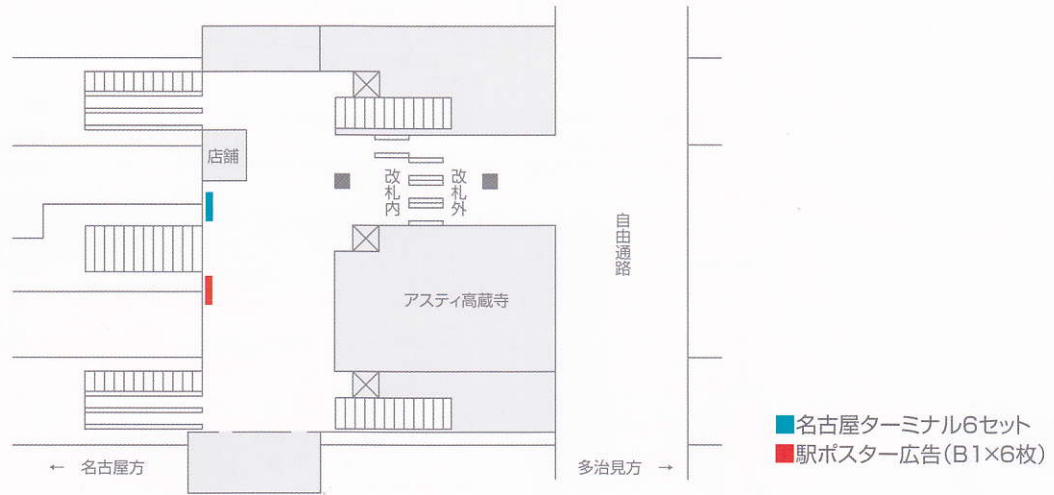 店舗
改札内
改札外
自由通路
アスティ高蔵寺
← 名古屋方
多治見方 →
名古屋ターミナル6セット
駅ポスター広告(B1×6枚)